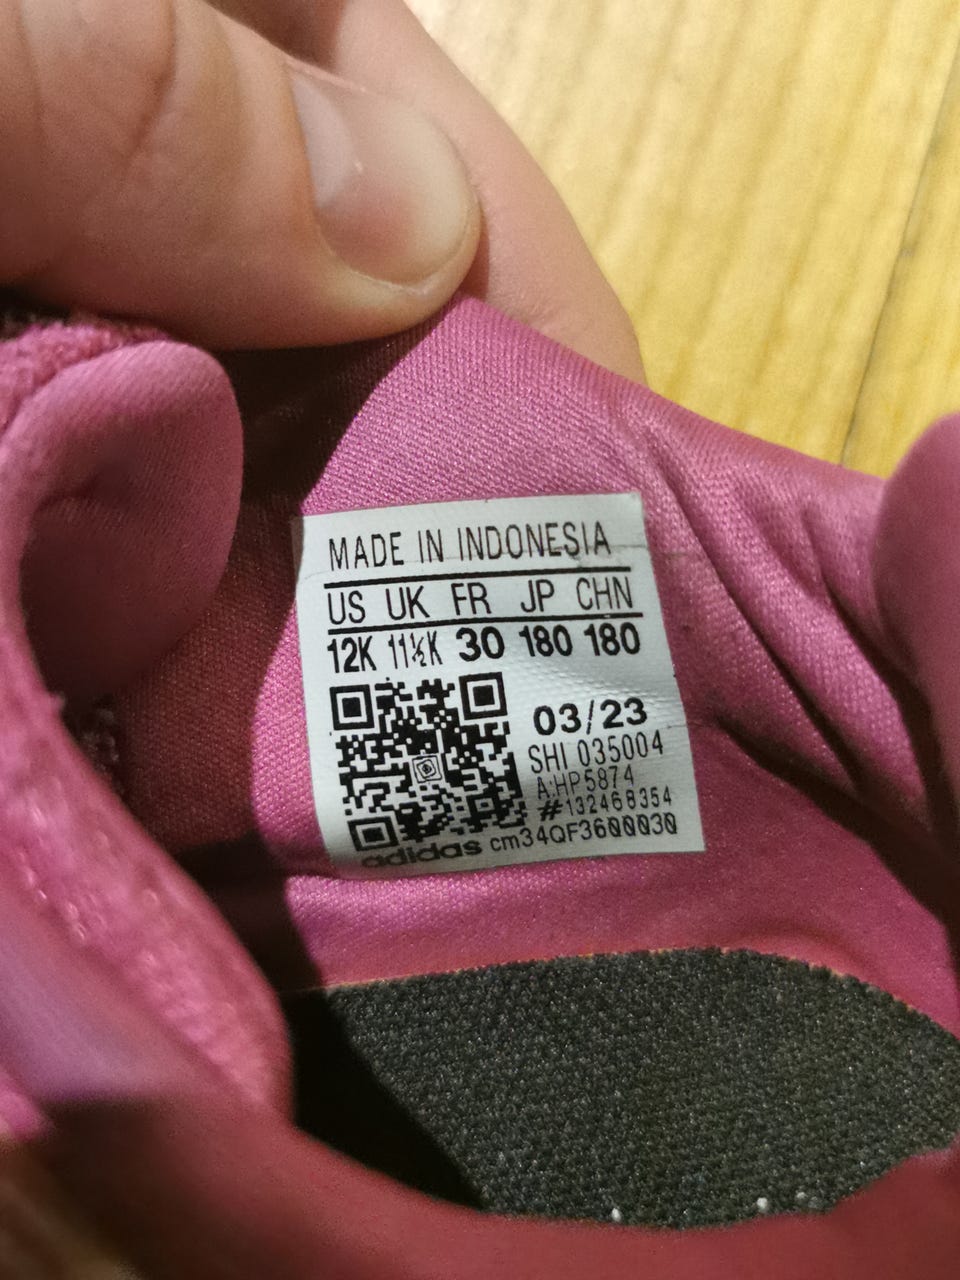 MADE IN INDONESIA
US UK FR JP CHN
12K 11½K 30 180 180
03/23
SHI 035004
A:HP5874
#132468354
adidas cm34QF3600030